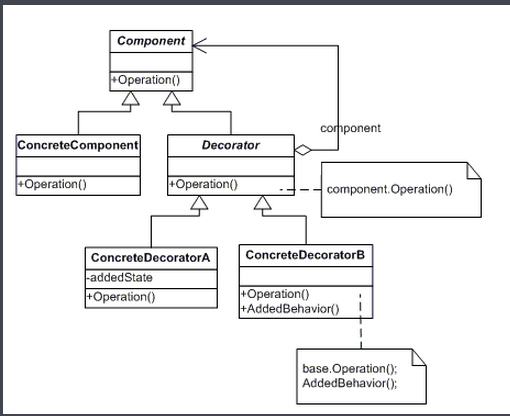 Component
+Operation()
component
ConcreteComponent
+Operation()
Decorator
+Operation()
component.Operation()
ConcreteDecoratorA
-addedState
+Operation()
ConcreteDecoratorB
+Operation()
+AddedBehavior()
base.Operation();
AddedBehavior();